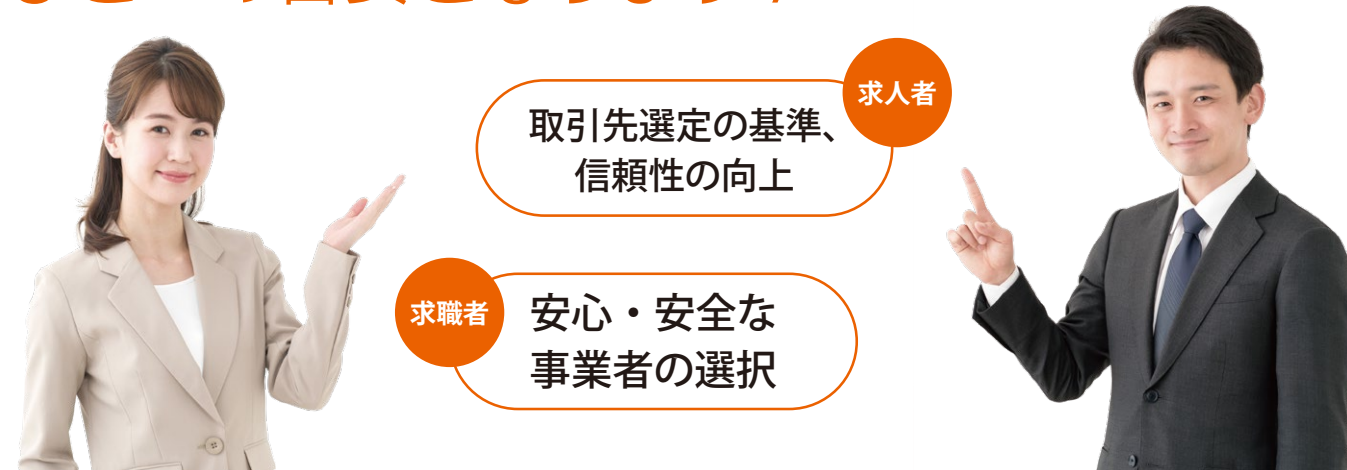 求人者
取引先選定の基準、
信頼性の向上
求職者
安心・安全な
事業者の選択